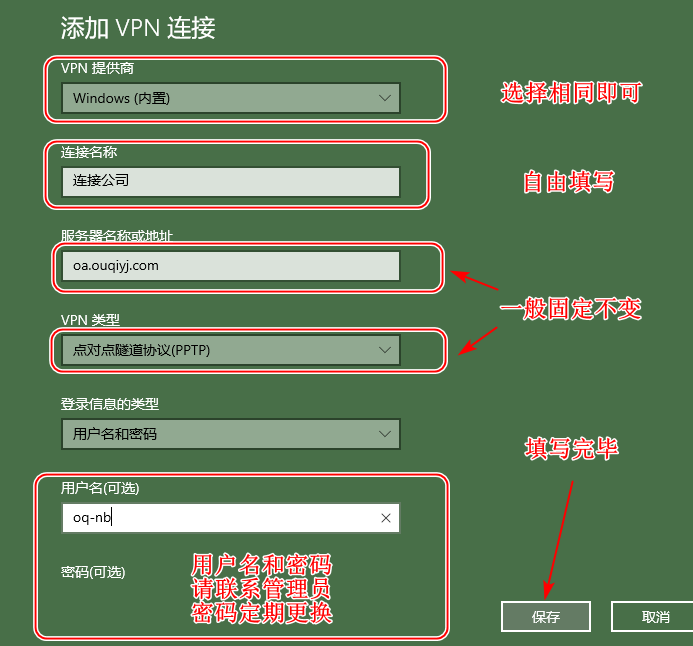 添加 VPN 连接
VPN 提供商
Windows (内置)
选择相同即可
连接名称
连接公司
自由填写
服务器名称或地址
oa.ouqiyj.com
一般固定不变
VPN 类型
点对点隧道协议(PPTP)
登录信息的类型
用户名和密码
填写完毕
用户名(可选)
oq-nb
密码(可选)
用户名和密码
请联系管理员
密码定期更换
保存
取消